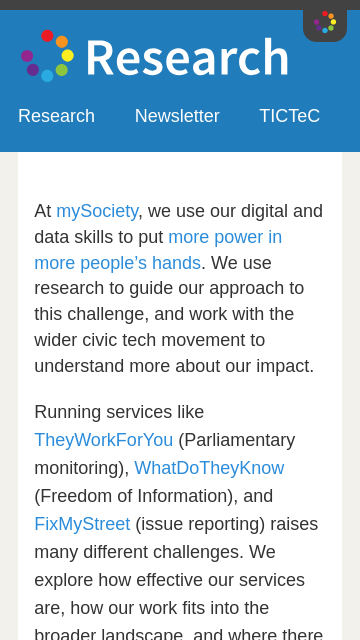 Research
Research Newsletter TICTeC
At mySociety, we use our digital and
data skills to put more power in
more people’s hands. We use
research to guide our approach to
this challenge, and work with the
wider civic tech movement to
understand more about our impact.
Running services like
TheyWorkForYou (Parliamentary
monitoring), WhatDoTheyKnow
(Freedom of Information), and
FixMyStreet (issue reporting) raises
many different challenges. We
explore how effective our services
are, how our work fits into the
broader landscape, and where there